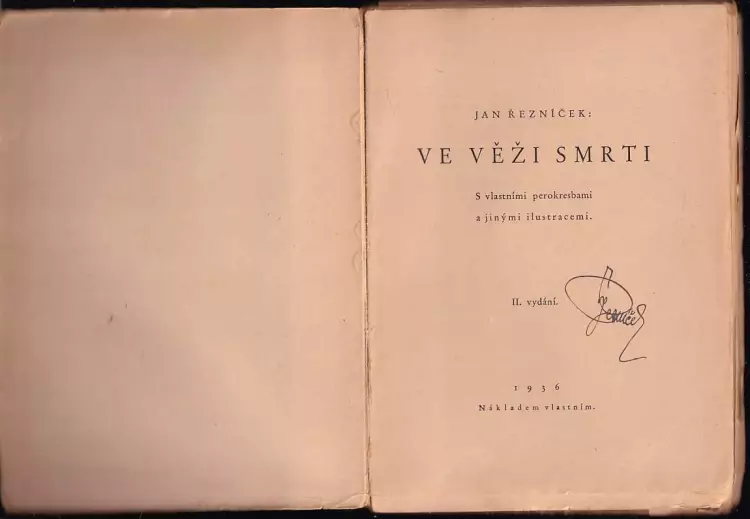 JAN ŘEZNÍČEK:
VE VĚŽI SMRTI
S vlastními perokresbami
a jinými ilustracemi.
II. vydání.
1936
Nákladem vlastním.